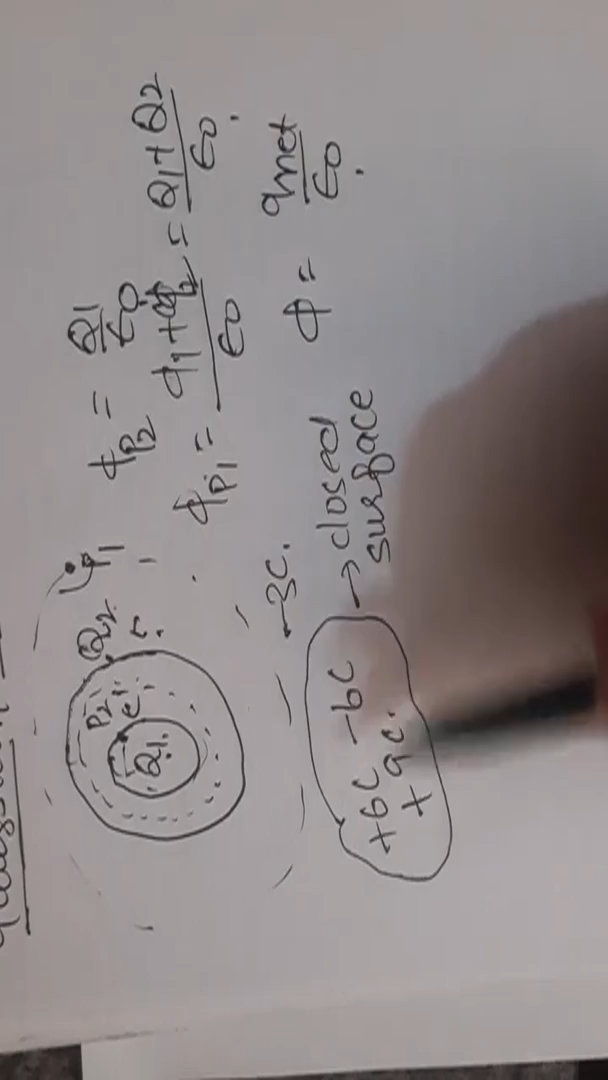 Φp2 = Q1/ε0
Φp1 = q1+q2/ε0 = Q1+Q2/ε0.
Φ = qnet/ε0.
Q1
P2
Q2
P1
-3C.
+6C -6C
+9C.
→ closed
surface